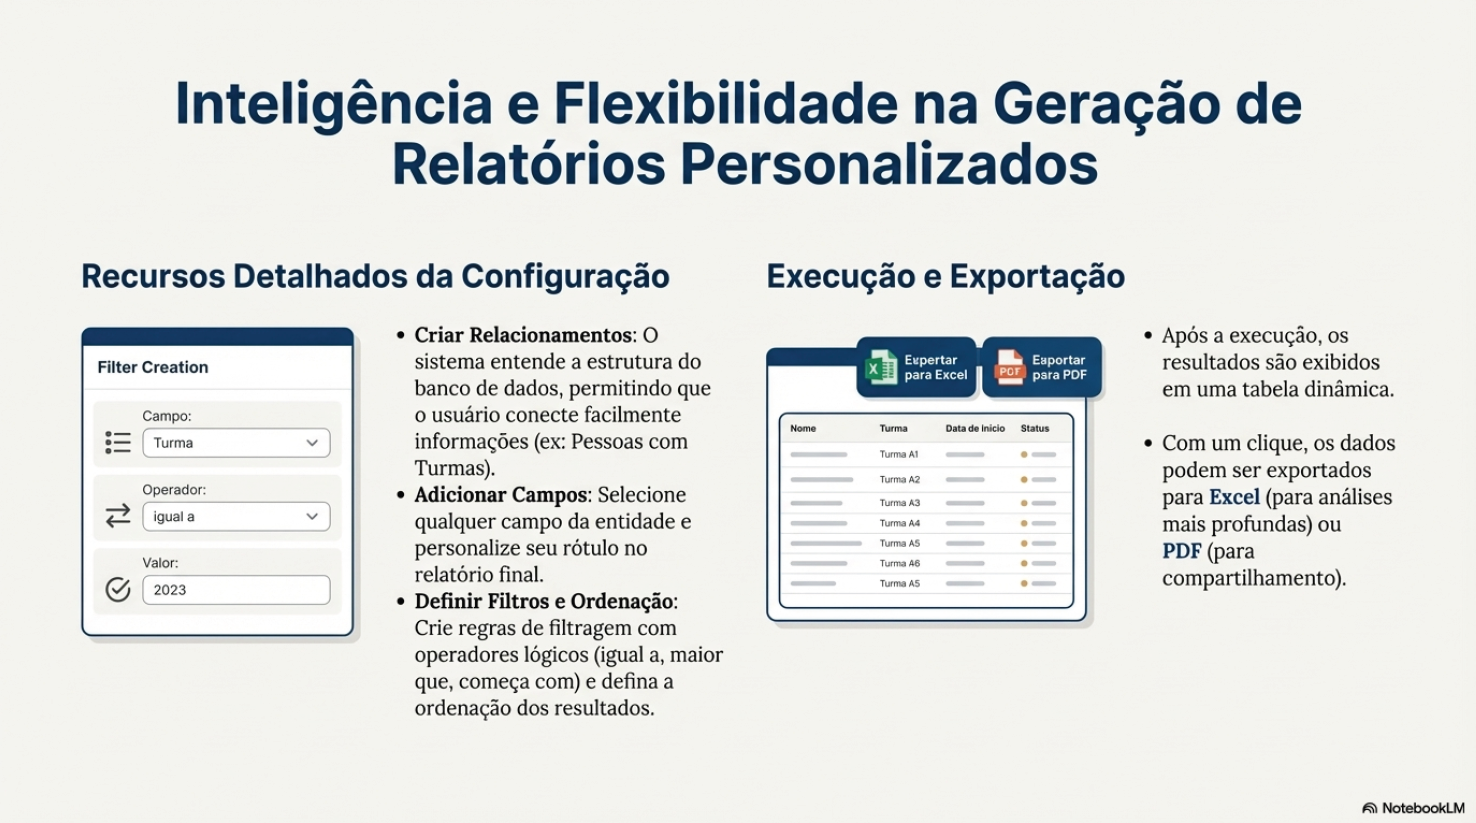 Inteligência e Flexibilidade na Geração de
Relatórios Personalizados
Recursos Detalhados da Configuração
Filter Creation
Campo:
Turma
Operador:
igual a
Valor:
2023
• Criar Relacionamentos: O
sistema entende a estrutura do
banco de dados, permitindo que
o usuário conecte facilmente
informações (ex: Pessoas com
Turmas).
• Adicionar Campos: Selecione
qualquer campo da entidade e
personalize seu rótulo no
relatório final.
• Definir Filtros e Ordenação:
Crie regras de filtragem com
operadores lógicos (igual a, maior
que, começa com) e defina a
ordenação dos resultados.
Execução e Exportação
X
Expertar
para Excel
PDF
Exportar
para PDF
Nome Turma Data de inicio Status
Turma A1
Turma A2
Turma A3
Turma A4
Turma A5
Turma A6
Turma A5
• Após a execução, os
resultados são exibidos
em uma tabela dinâmica.
• Com um clique, os dados
podem ser exportados
para Excel (para análises
mais profundas) ou
PDF (para
compartilhamento).
NotebookLM